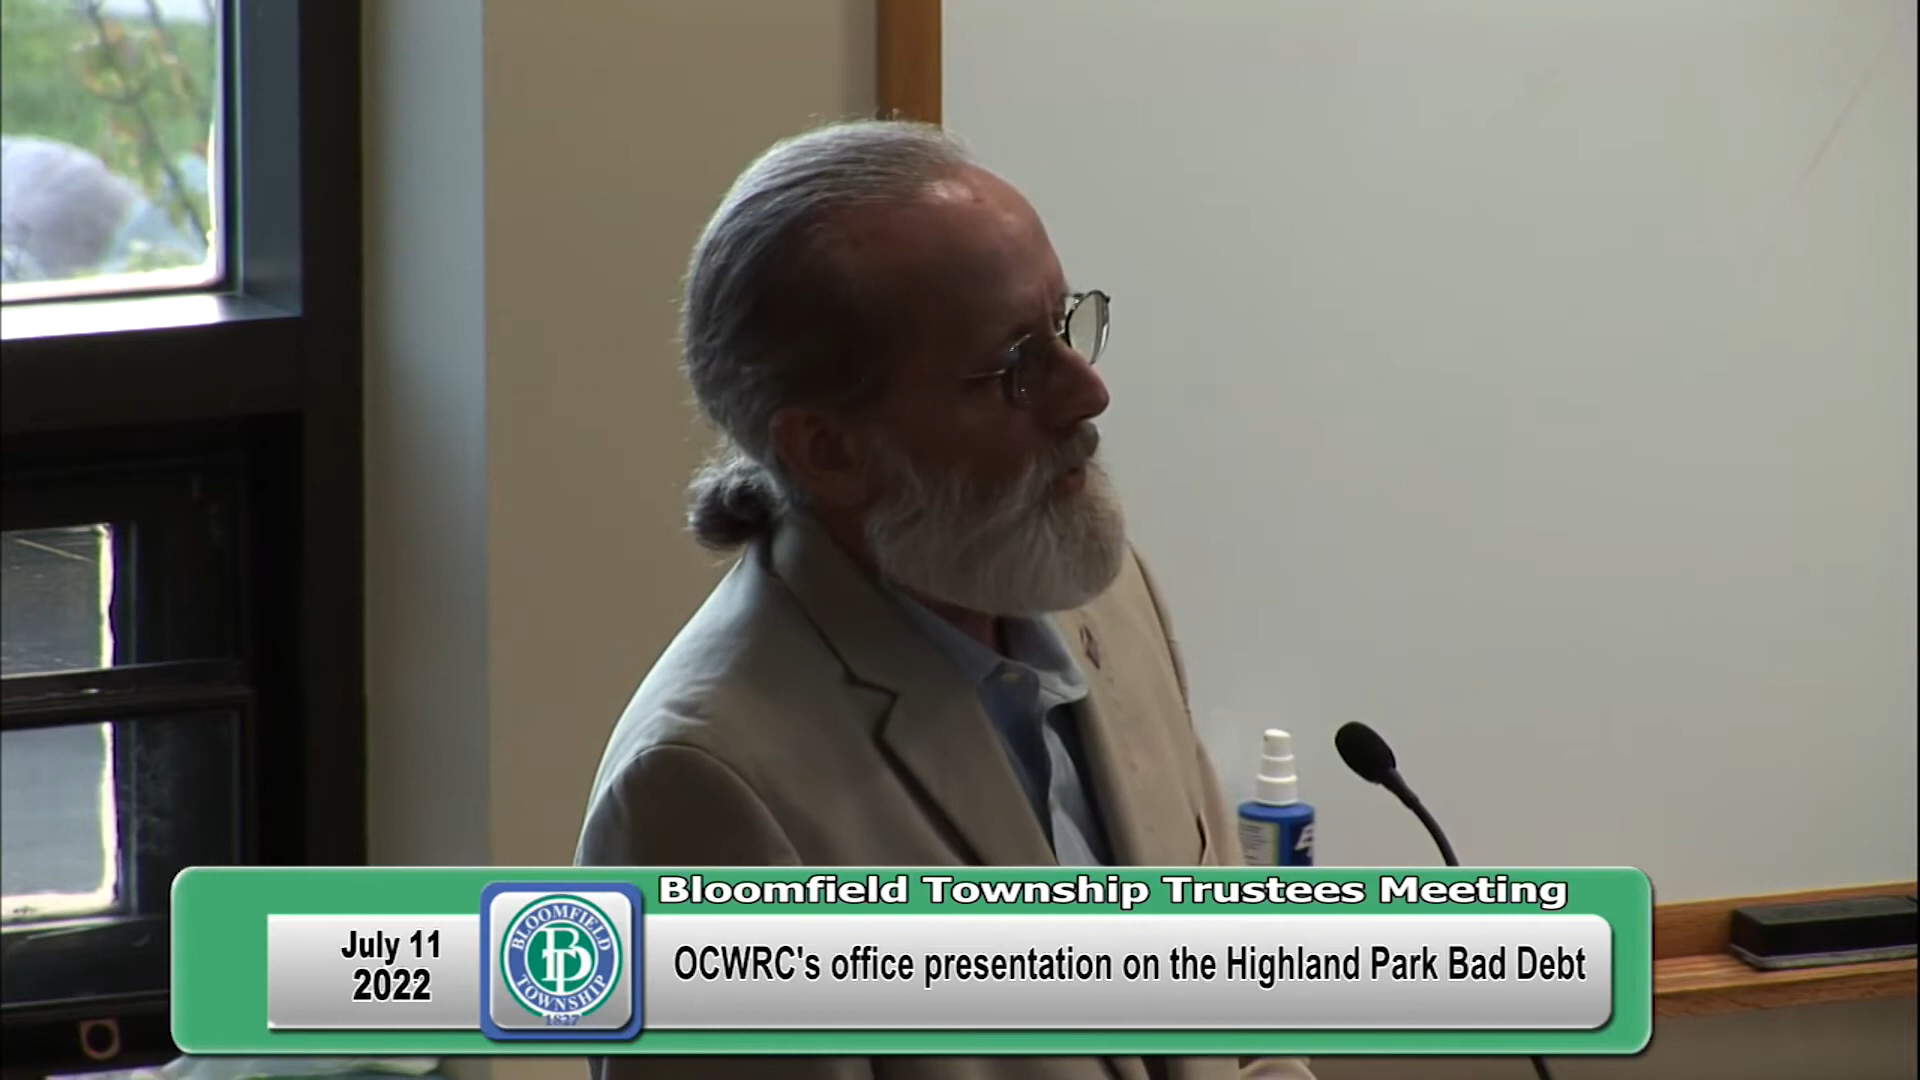 Bloomfield Township Trustees Meeting
July 11
2022
BLOOMFIELD
TOWNSHIP
1827
OCWRC's office presentation on the Highland Park Bad Debt